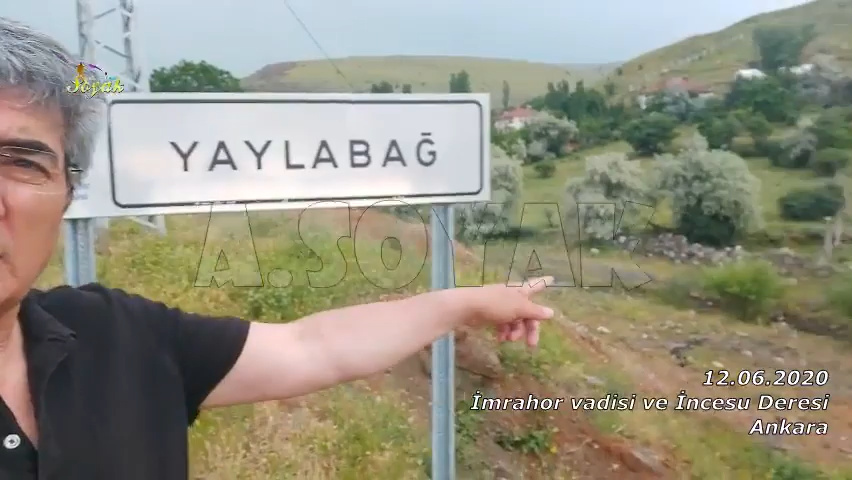 Soyak
YAYLABAĞ
A.SOYAK
12.06.2020
İmrahor vadisi ve İncesu Deresi
Ankara